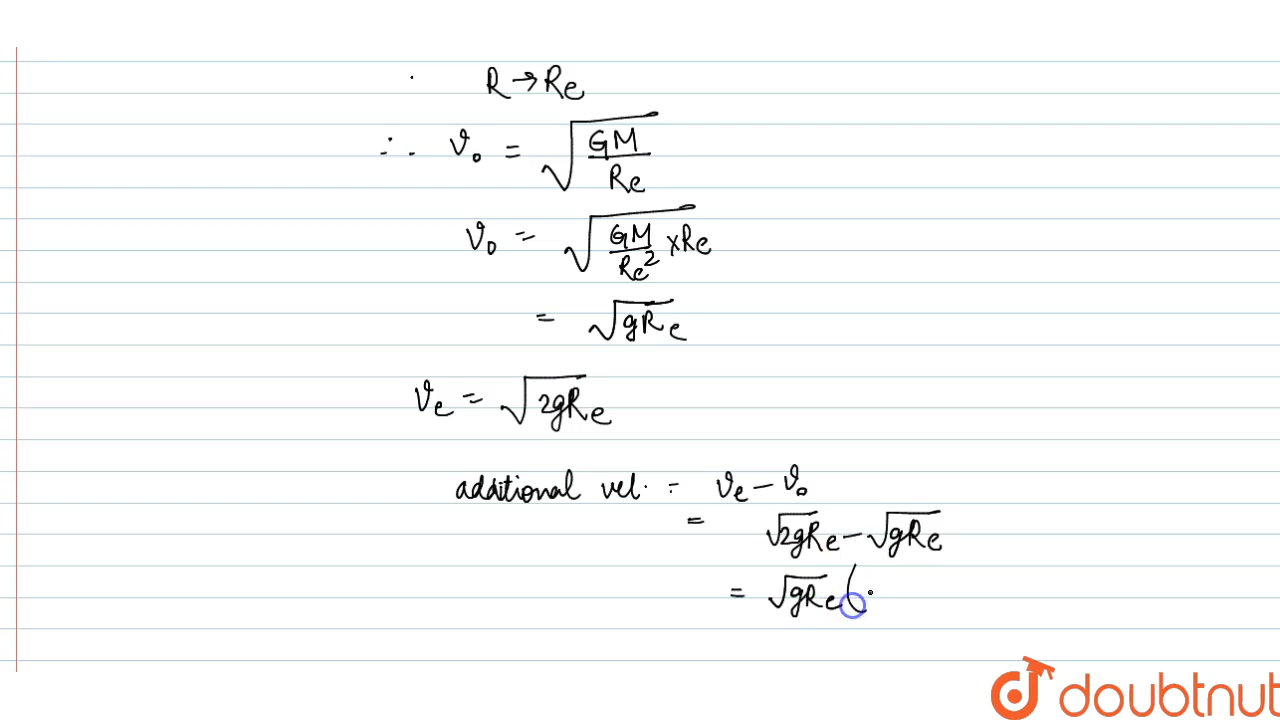 R → Re
∴ v₀ = √(GM/Re)
v₀ = √(GM/Re² × Re)
= √gRe
ve = √2gRe
additional vel. = ve − v₀
= √2gRe − √gRe
= √gRe (
doubtnut